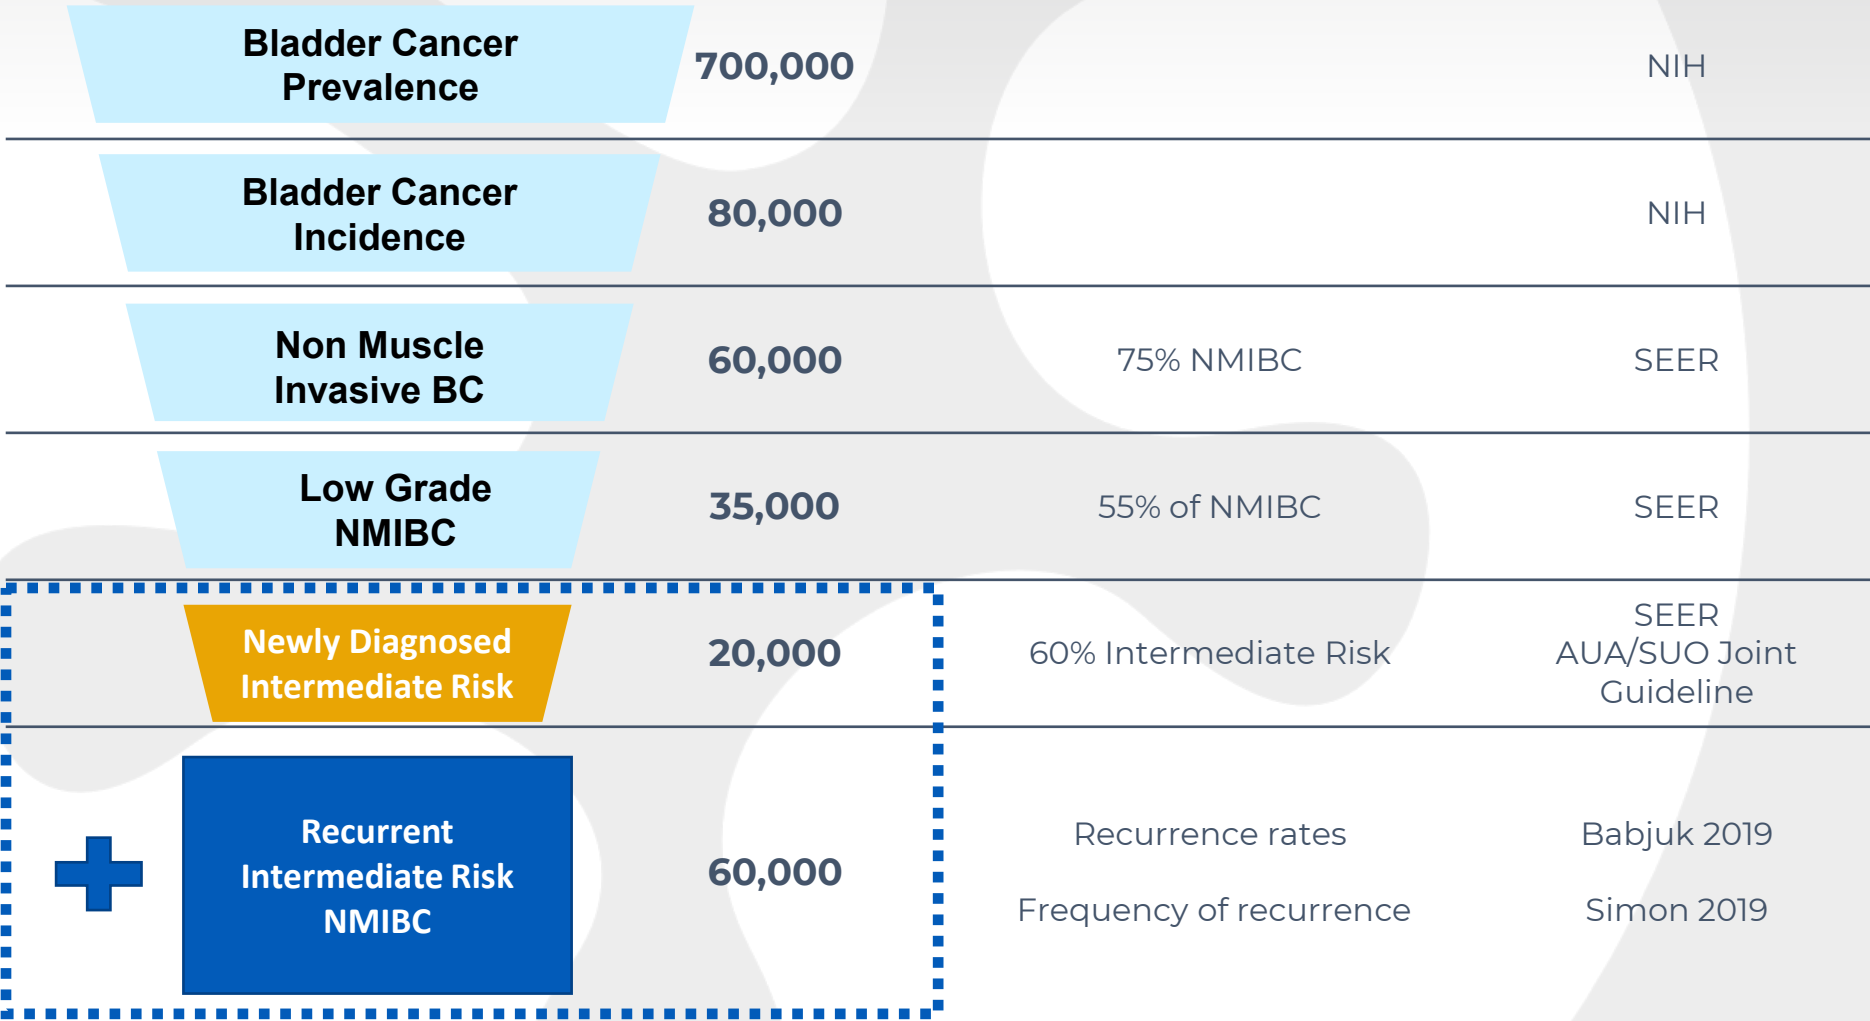 Bladder Cancer
Prevalence
700,000
NIH
Bladder Cancer
Incidence
80,000
NIH
Non Muscle
Invasive BC
60,000
75% NMIBC
SEER
Low Grade
NMIBC
35,000
55% of NMIBC
SEER
Newly Diagnosed
Intermediate Risk
20,000
60% Intermediate Risk
SEER
AUA/SUO Joint
Guideline
Recurrent
Intermediate Risk
NMIBC
60,000
Recurrence rates
Frequency of recurrence
Babjuk 2019
Simon 2019